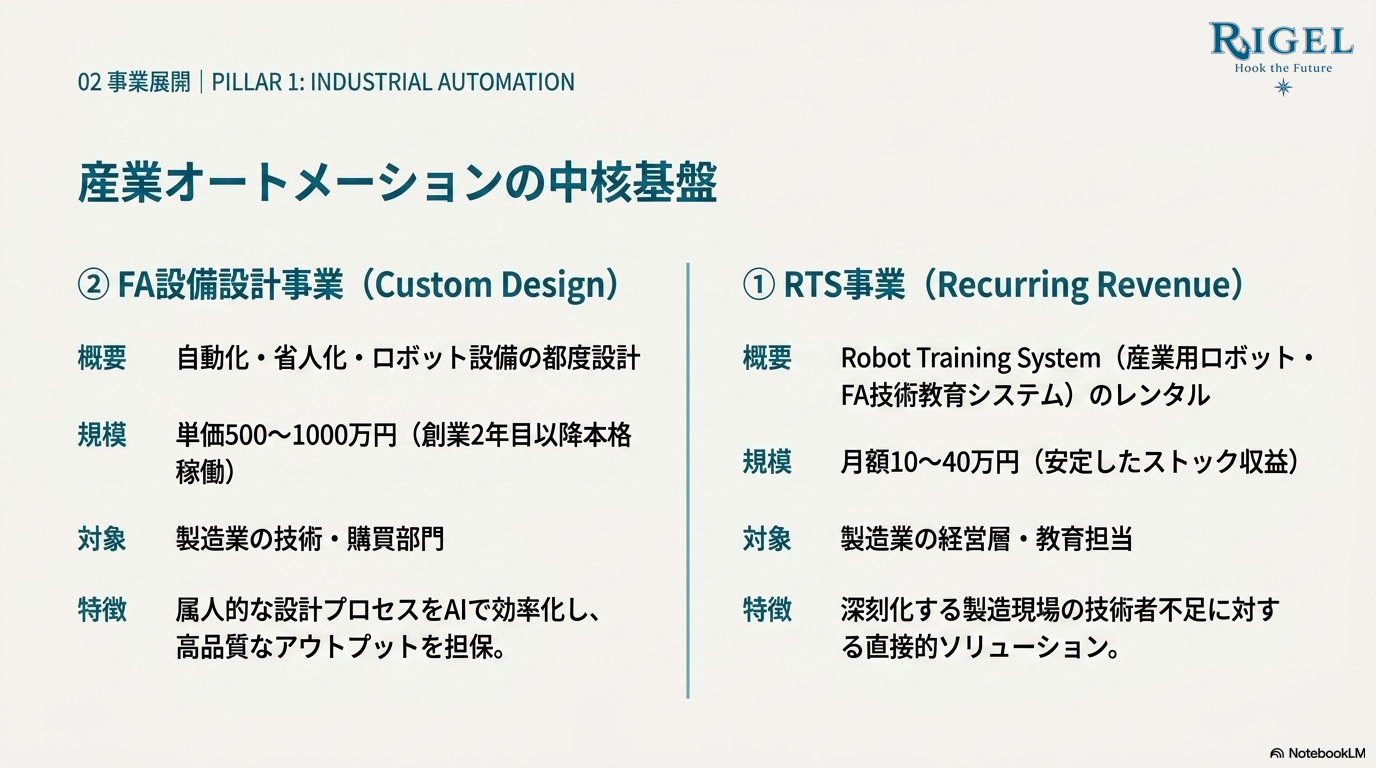 RIGEL
Hook the Future
02 事業展開｜PILLAR 1: INDUSTRIAL AUTOMATION
産業オートメーションの中核基盤
② FA設備設計事業（Custom Design）
概要 自動化・省人化・ロボット設備の都度設計
規模 単価500〜1000万円（創業2年目以降本格
稼働）
対象 製造業の技術・購買部門
特徴 属人的な設計プロセスをAIで効率化し、
高品質なアウトプットを担保。
① RTS事業（Recurring Revenue）
概要 Robot Training System（産業用ロボット・
FA技術教育システム）のレンタル
規模 月額10〜40万円（安定したストック収益）
対象 製造業の経営層・教育担当
特徴 深刻化する製造現場の技術者不足に対す
る直接的ソリューション。
NotebookLM